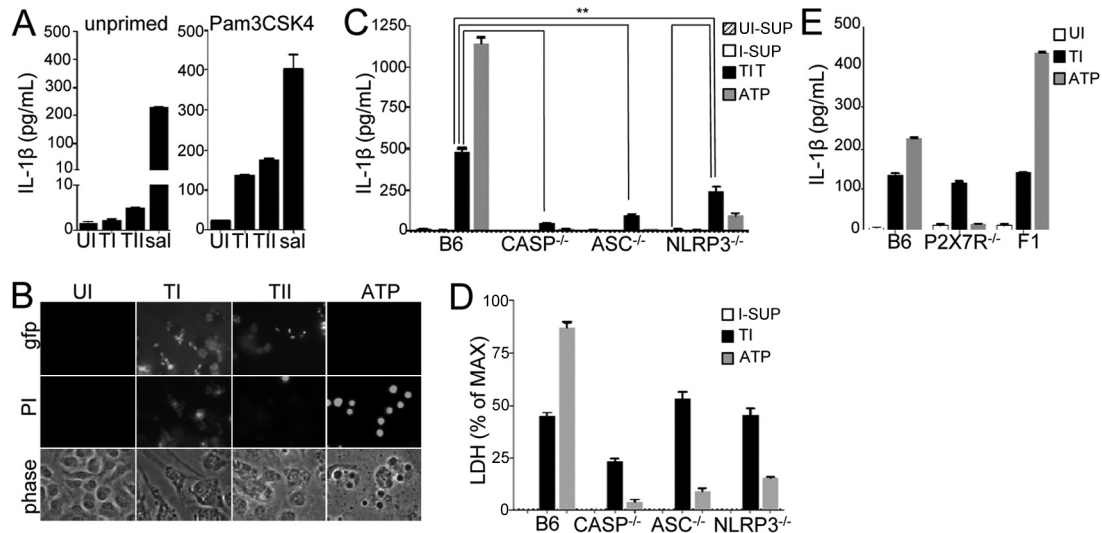 A
unprimed
Pam3CSK4
IL-1β (pg/mL)
500
400
300
200
100
10
10
0
UI TI TII sal
500
400
300
200
100
0
UI TI TII sal
B
UI TI TII ATP
gfp
PI
phase
C
IL-1β (pg/mL)
1250
1000
750
500
250
0
**
UI-SUP
I-SUP
TI T
ATP
B6 CASP-/- ASC-/- NLRP3-/-
D
LDH (% of MAX)
100
75
50
25
0
I-SUP
TI
ATP
B6 CASP-/- ASC-/- NLRP3-/-
E
IL-1β (pg/mL)
500
400
300
200
100
0
UI
TI
ATP
B6 P2X7R-/- F1